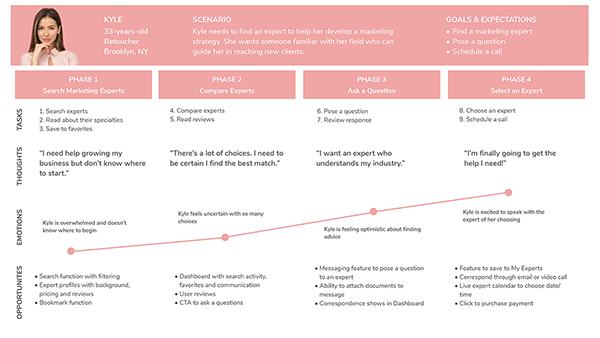 KYLE
33-years-old
Retoucher
Brooklyn, NY
SCENARIO
Kyle needs to find an expert to help her develop a marketing
strategy. She wants someone familiar with her field who can
guide her in reaching new clients.
GOALS & EXPECTATIONS
• Find a marketing expert
• Pose a question
• Schedule a call
PHASE 1
Search Marketing Experts
PHASE 2
Compare Experts
PHASE 3
Ask a Question
PHASE 4
Select an Expert
TASKS
1. Search experts
2. Read about their specialties
3. Save to favorites
4. Compare experts
5. Read reviews
6. Pose a question
7. Review response
8. Choose an expert
9. Schedule a call
THOUGHTS
“I need help growing my
business but don’t know where
to start.”
“There’s a lot of choices. I need to
be certain I find the best match.”
“I want an expert who
understands my industry.”
“I’m finally going to get the
help I need!”
EMOTIONS
Kyle is overwhelmed and doesn’t
know where to begin
Kyle feels uncertain with so many
choices
Kyle is feeling optimistic about finding
advice
Kyle is excited to speak with the
expert of her choosing
OPPORTUNITES
• Search function with filtering
• Expert profiles with background,
pricing and reviews
• Bookmark function
• Dashboard with search activity,
favorites and communication
• User reviews
• CTA to ask a questions
• Messaging feature to pose a question
to an expert
• Ability to attach documents to
message
• Correspondence shows in Dashboard
• Feature to save to My Experts
• Correspond through email or video call
• Live expert calendar to choose date/
time
• Click to purchase payment